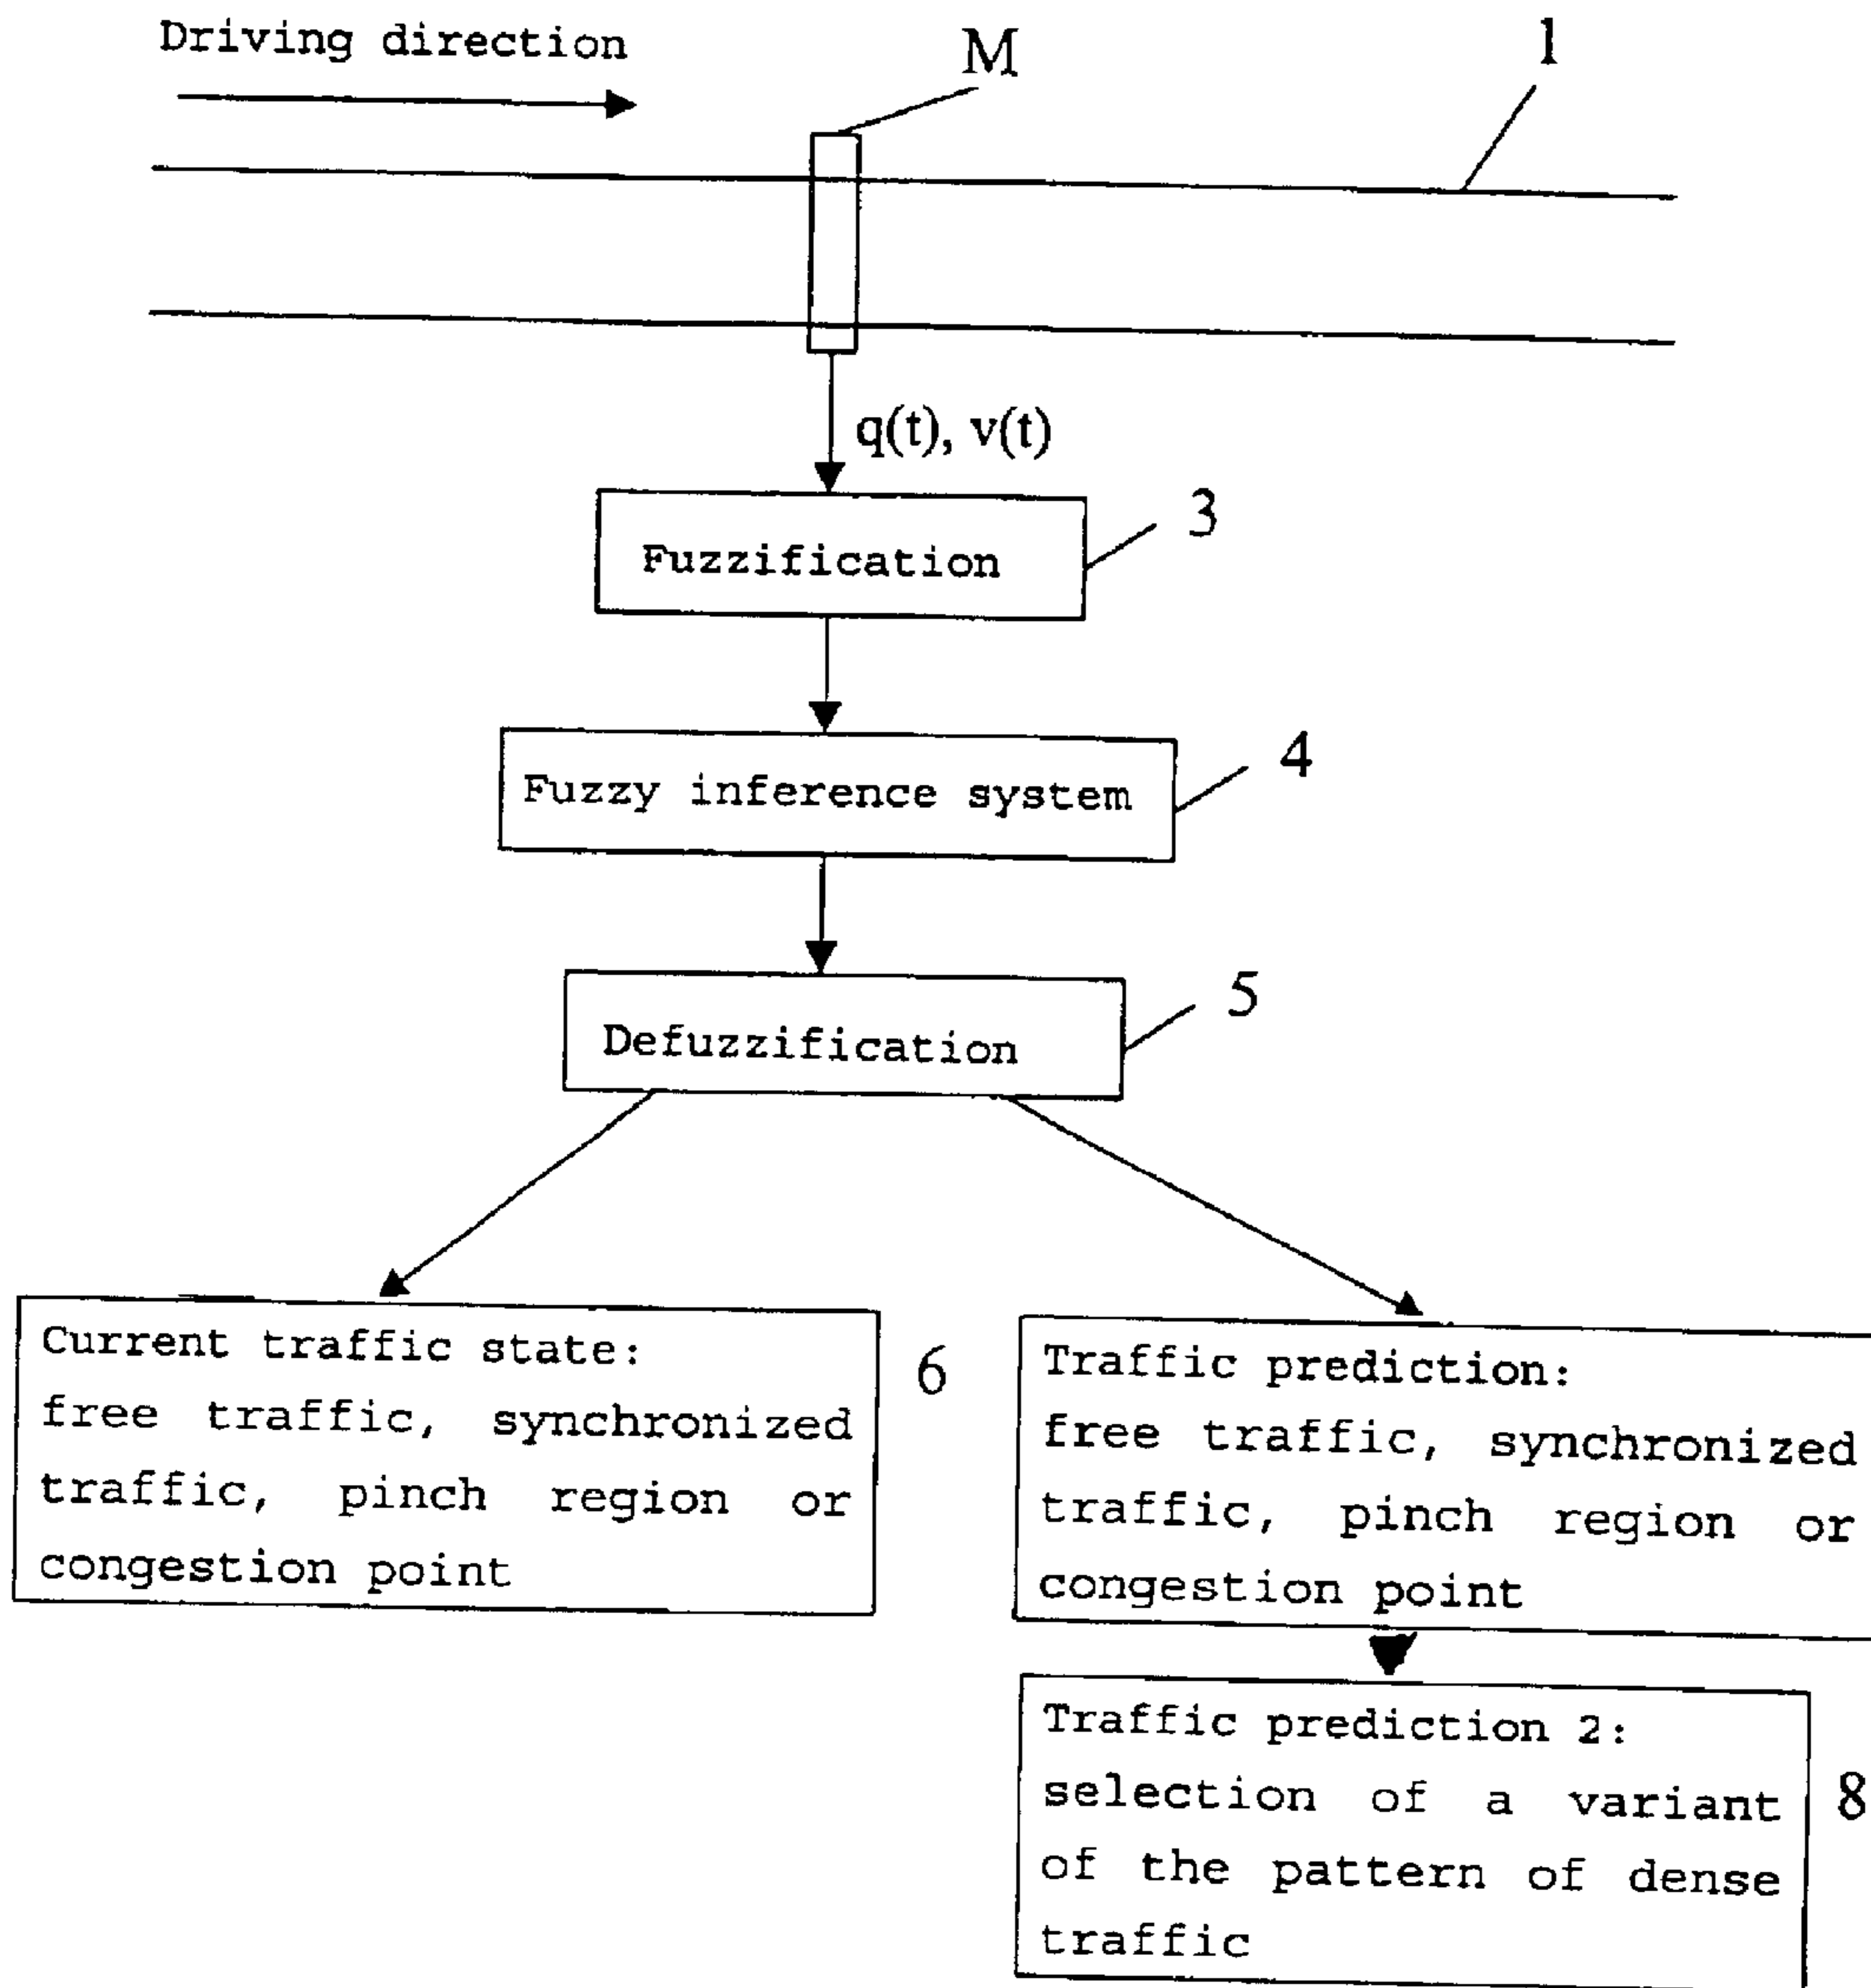 Driving direction
M
1
q(t), v(t)
Fuzzification
3
Fuzzy inference system
4
Defuzzification
5
Current traffic state:
free traffic, synchronized
traffic, pinch region or
congestion point
6
Traffic prediction:
free traffic, synchronized
traffic, pinch region or
congestion point
Traffic prediction 2:
selection of a variant
of the pattern of dense
traffic
8